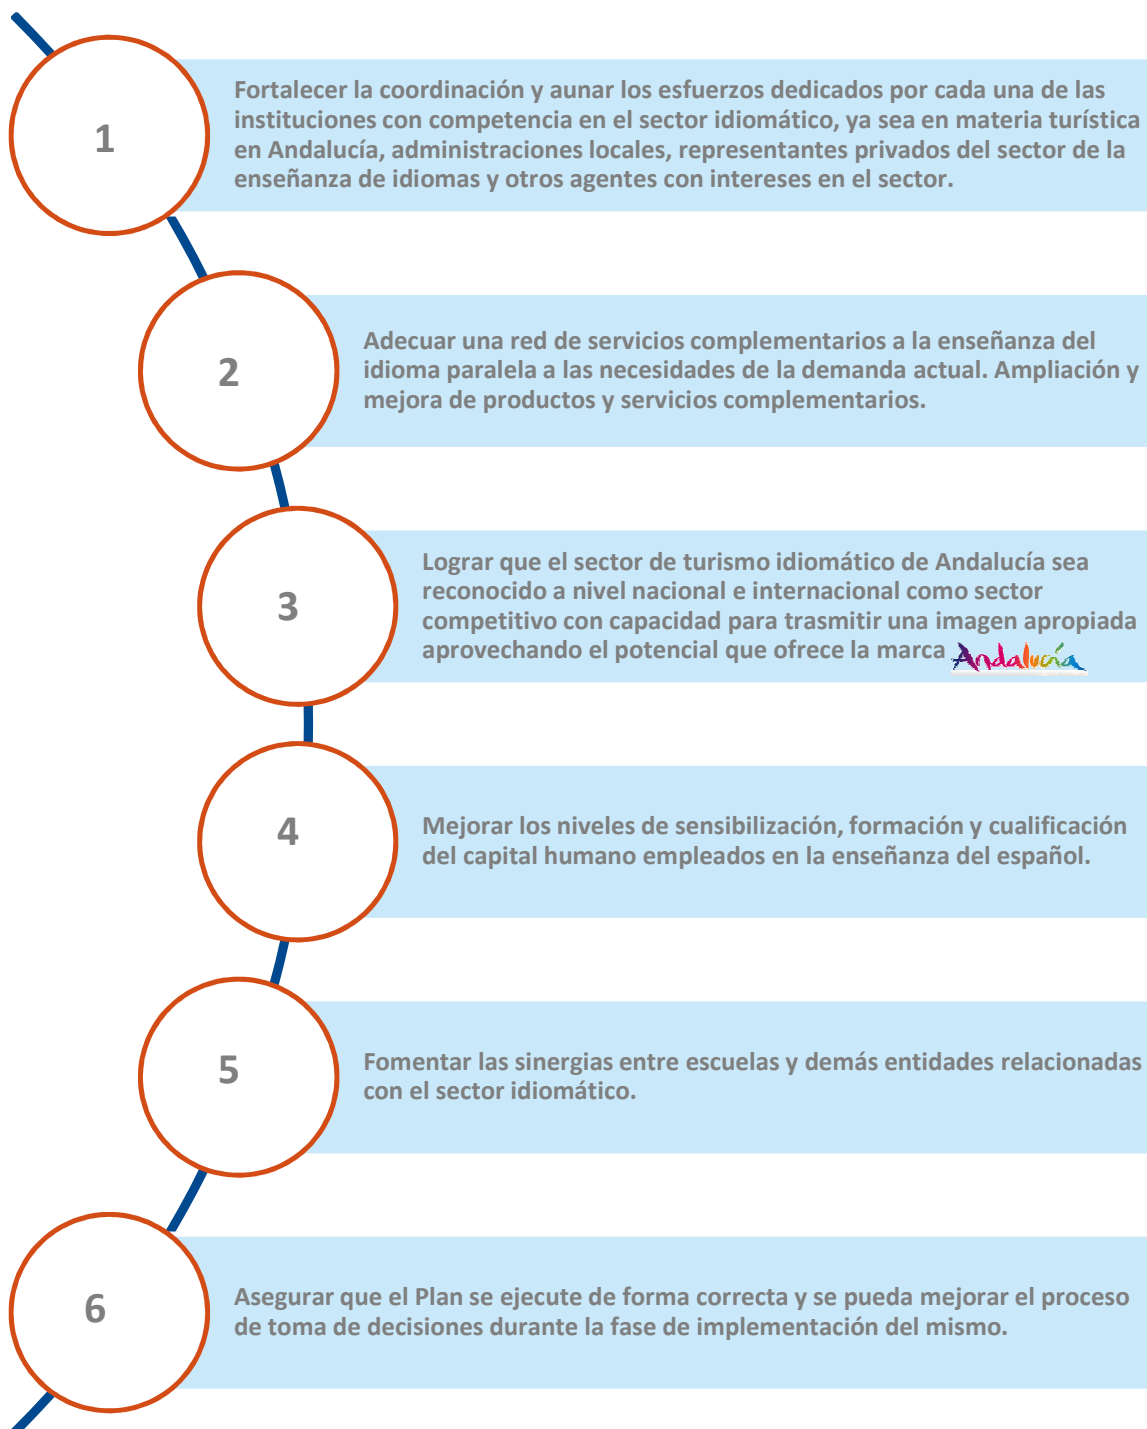 1
Fortalecer la coordinación y aunar los esfuerzos dedicados por cada una de las
instituciones con competencia en el sector idiomático, ya sea en materia turística
en Andalucía, administraciones locales, representantes privados del sector de la
enseñanza de idiomas y otros agentes con intereses en el sector.
2
Adecuar una red de servicios complementarios a la enseñanza del
idioma paralela a las necesidades de la demanda actual. Ampliación y
mejora de productos y servicios complementarios.
3
Lograr que el sector de turismo idiomático de Andalucía sea
reconocido a nivel nacional e internacional como sector
competitivo con capacidad para trasmitir una imagen apropiada
aprovechando el potencial que ofrece la marca Andalucía
4
Mejorar los niveles de sensibilización, formación y cualificación
del capital humano empleados en la enseñanza del español.
5
Fomentar las sinergias entre escuelas y demás entidades relacionadas
con el sector idiomático.
6
Asegurar que el Plan se ejecute de forma correcta y se pueda mejorar el proceso
de toma de decisiones durante la fase de implementación del mismo.